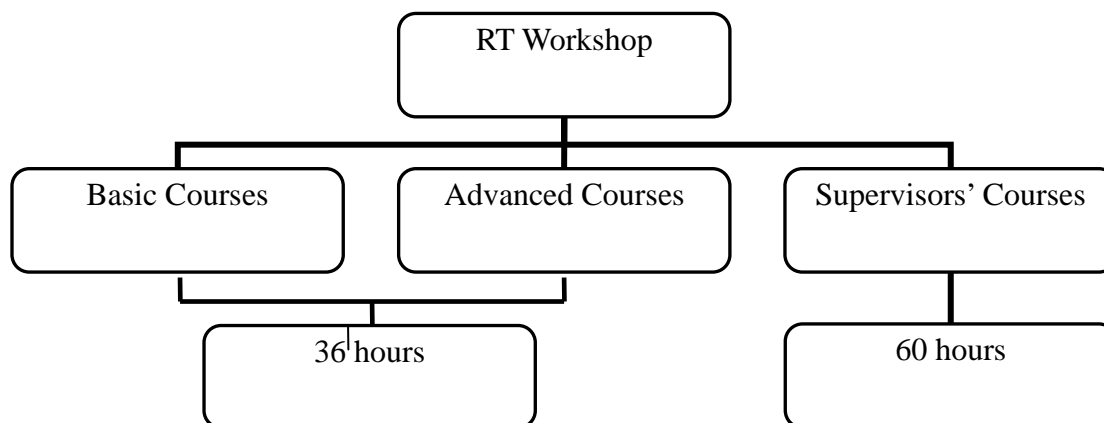 RT Workshop
Basic Courses
Advanced Courses
Supervisors’ Courses
36 hours
60 hours